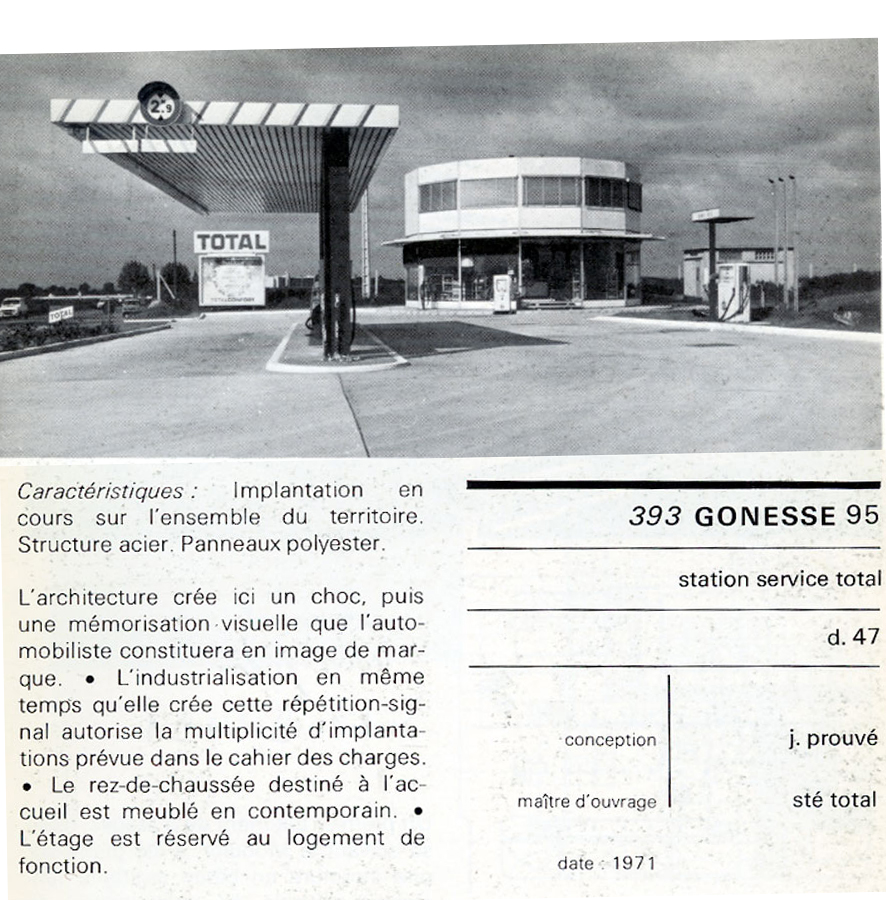 2.9
TOTAL
TOTAL
Caractéristiques : Implantation en
cours sur l'ensemble du territoire.
Structure acier. Panneaux polyester.
L'architecture crée ici un choc, puis
une mémorisation visuelle que l'auto-
mobiliste constituera en image de mar-
que. • L'industrialisation en même
temps qu'elle crée cette répétition-sig-
nal autorise la multiplicité d'implanta-
tions prévue dans le cahier des charges.
• Le rez-de-chaussée destiné à l'ac-
cueil est meublé en contemporain. •
L'étage est réservé au logement de
fonction.
393 GONESSE 95
station service total
d. 47
conception j. prouvé
maître d'ouvrage sté total
date : 1971